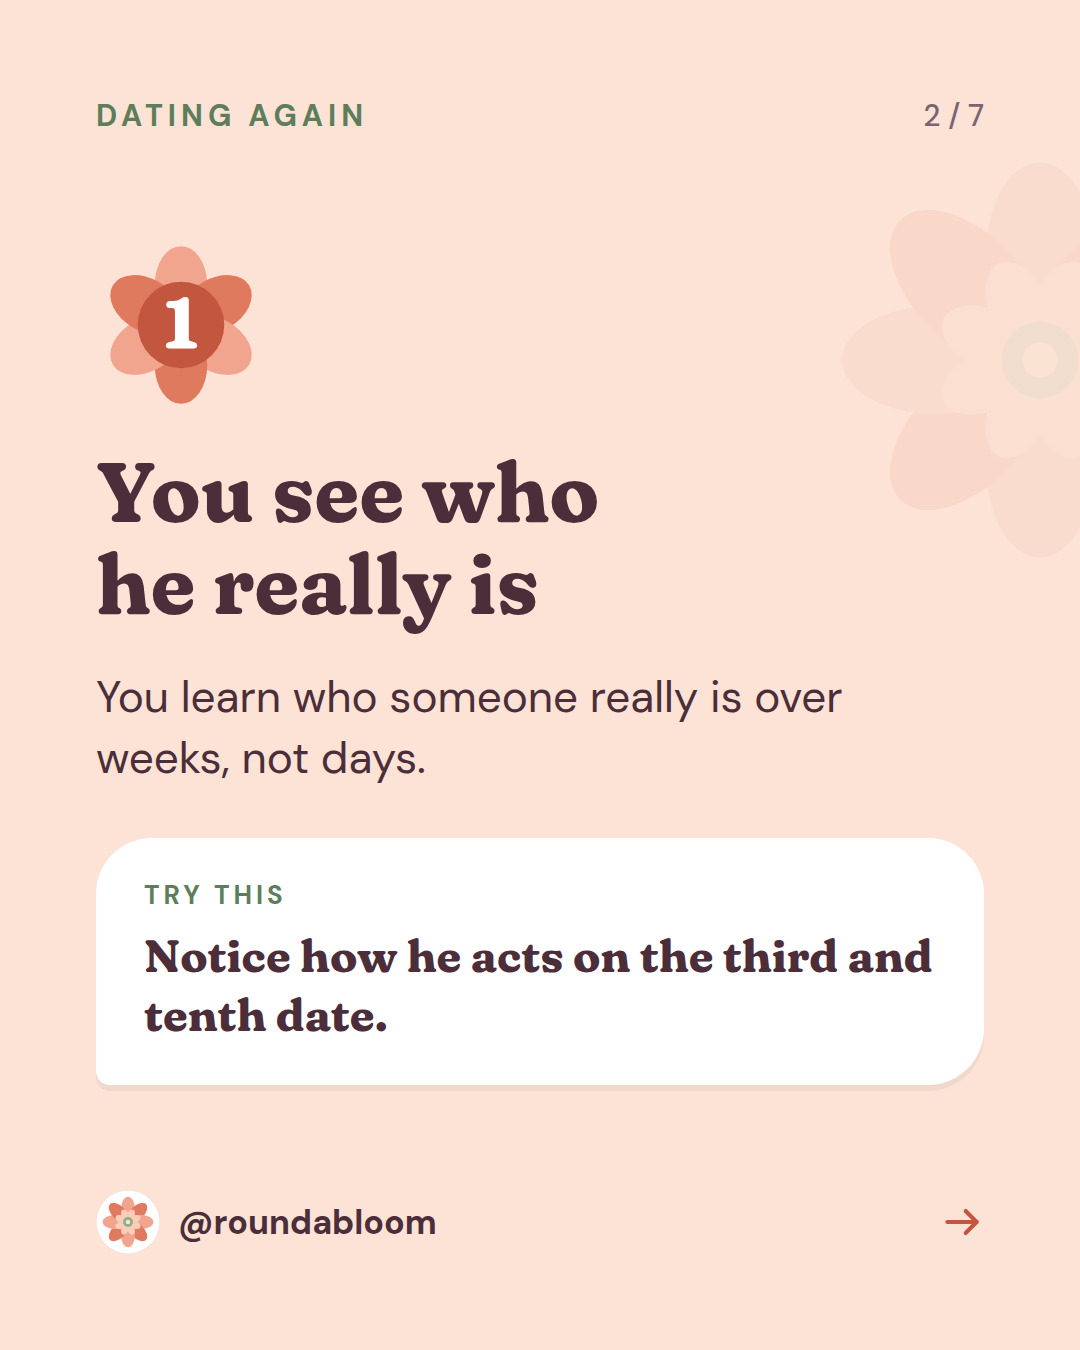 DATING AGAIN
2 / 7
1
You see who
he really is
You learn who someone really is over
weeks, not days.
TRY THIS
Notice how he acts on the third and
tenth date.
@roundabloom